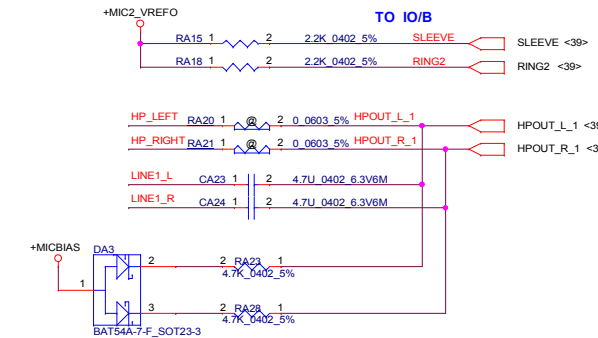 +MIC2_VREFO
TO IO/B
RA15 1 2 2.2K_0402_5% SLEEVE SLEEVE <39>
RA18 1 2 2.2K_0402_5% RING2 RING2 <39>
HP_LEFT RA20 1 @ 2 0_0603_5% HPOUT_L_1 HPOUT_L_1 <39
HP_RIGHT RA21 1 @ 2 0_0603_5% HPOUT_R_1 HPOUT_R_1 <3
LINE1_L CA23 1 2 4.7U_0402_6.3V6M
LINE1_R CA24 1 2 4.7U_0402_6.3V6M
+MICBIAS
DA3
2 2 RA23 1
4.7K_0402_5%
1
3 2 RA28 1
4.7K_0402_5%
BAT54A-7-F_SOT23-3